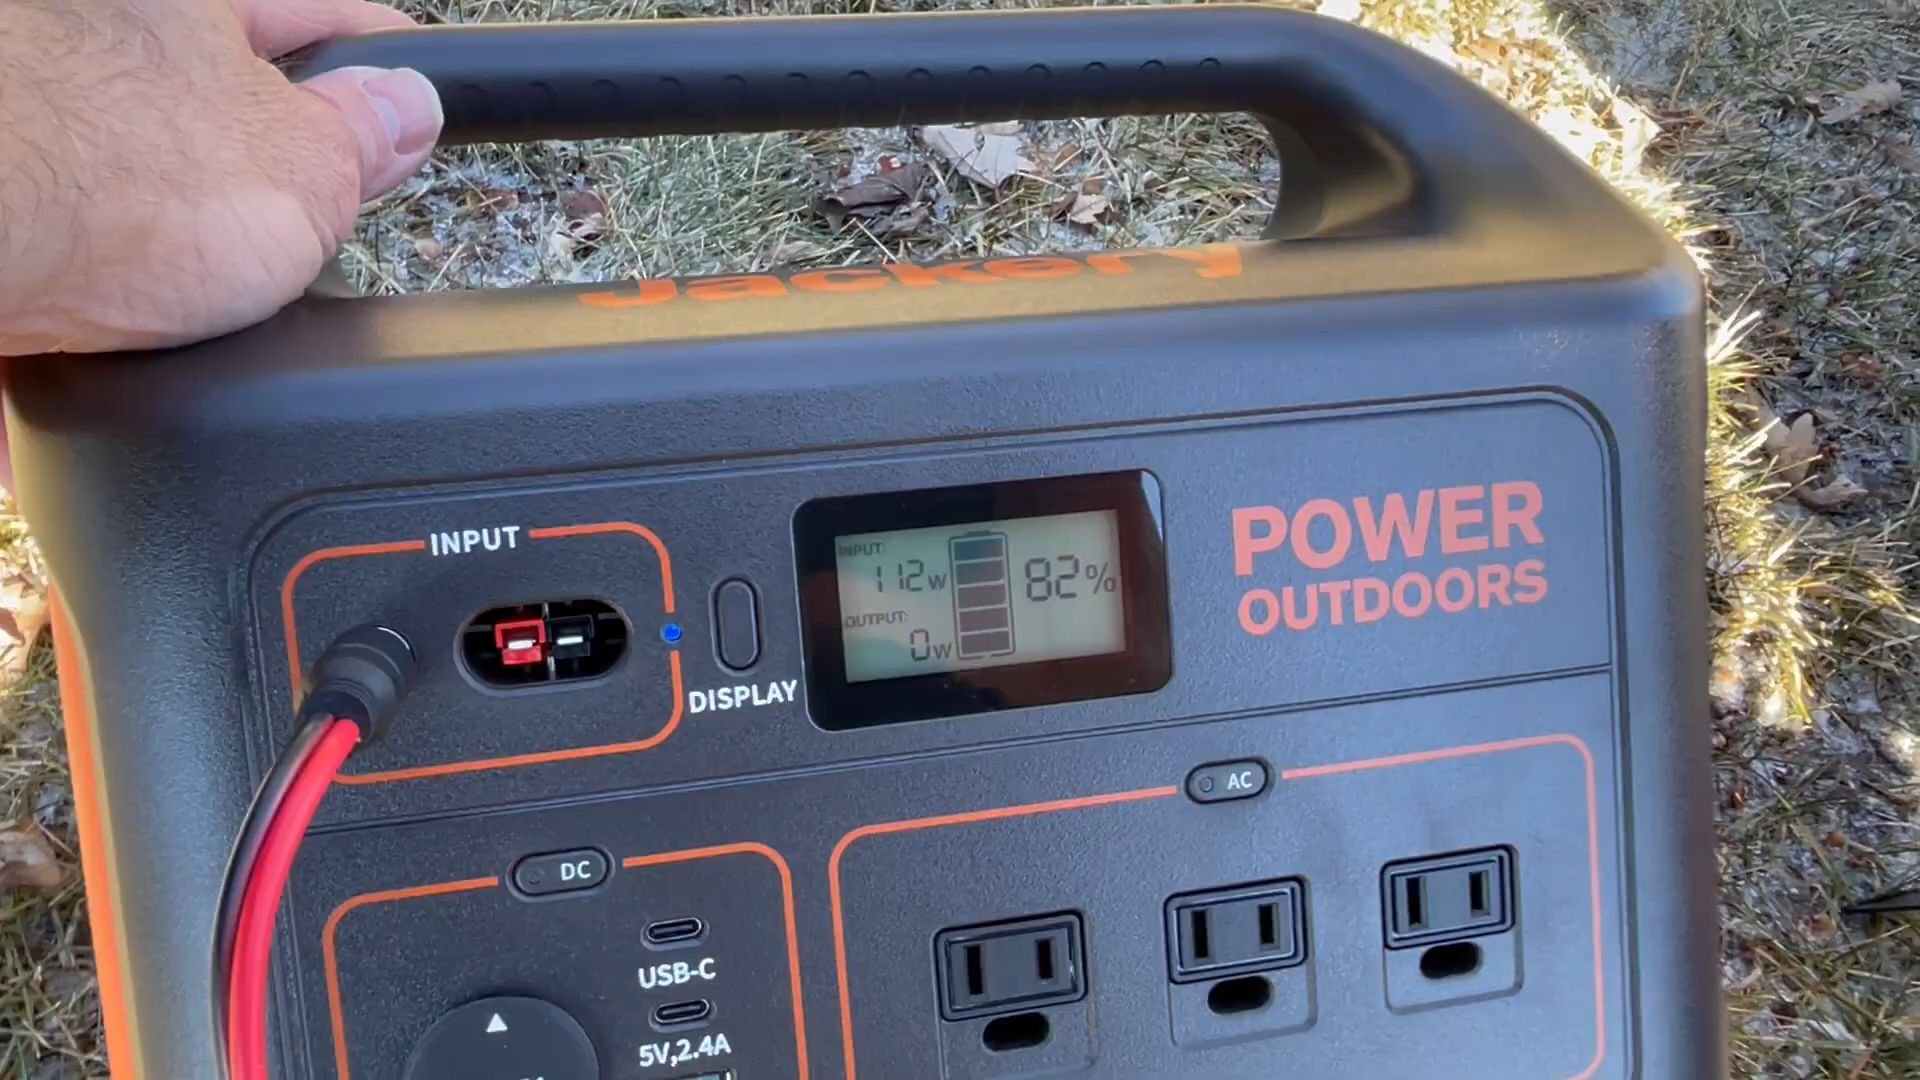 Jackery
INPUT
INPUT:
112W
82%
OUTPUT:
0W
DISPLAY
POWER
OUTDOORS
AC
DC
USB-C
5V,2.4A